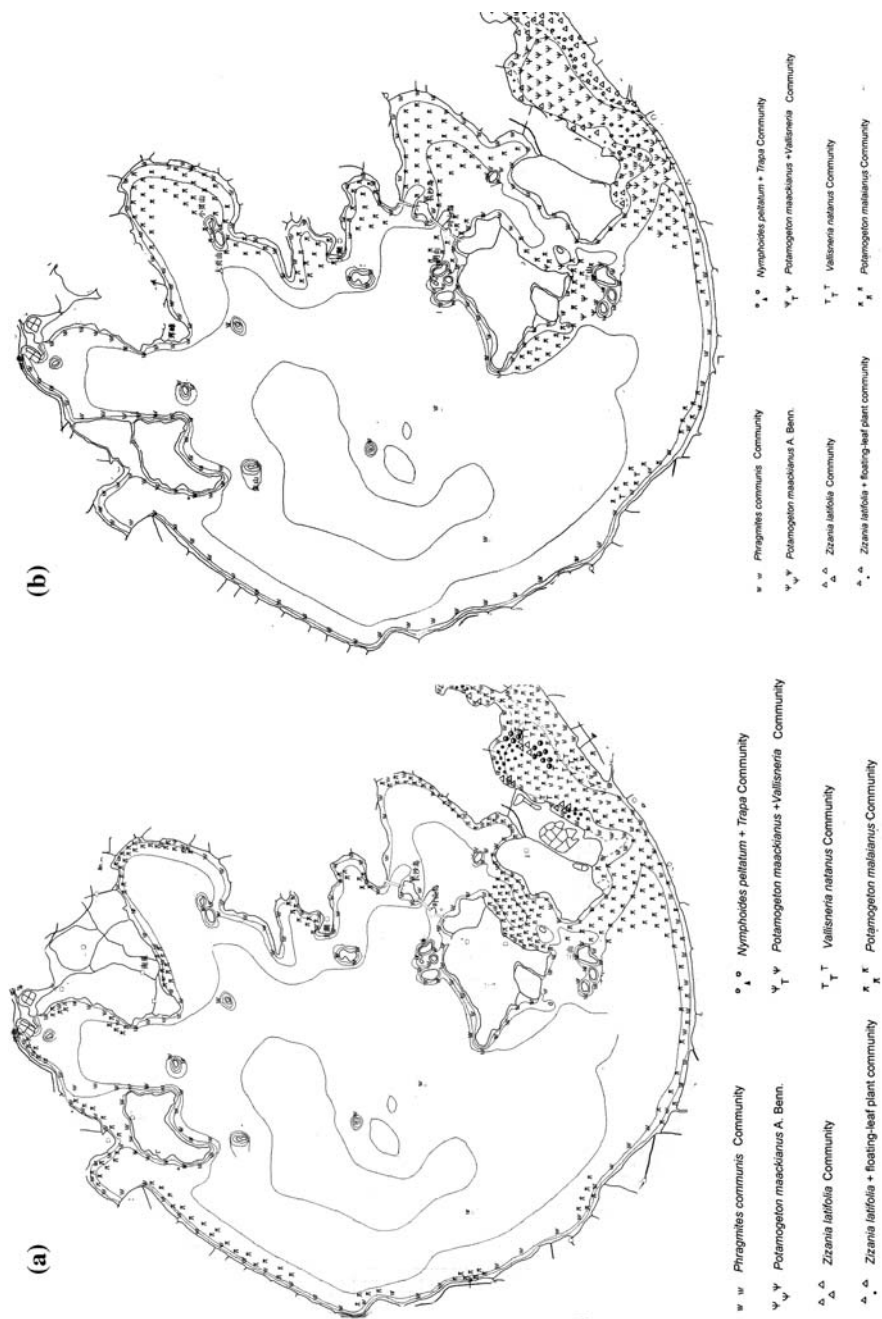 (a)
Phragmites communis Community
Potamogeton maackianus A. Benn.
Zizania latifolia Community
Zizania latifolia + floating-leaf plant community
Nymphoides peltatum + Trapa Community
Potamogeton maackianus +Vallisneria Community
Vallisneria natanus Community
Potamogeton malaianus Community
(b)
Phragmites communis Community
Potamogeton maackianus A. Benn.
Zizania latifolia Community
Zizania latifolia + floating-leaf plant community
Nymphoides peltatum + Trapa Community
Potamogeton maackianus +Vallisneria Community
Vallisneria natanus Community
Potamogeton malaianus Community